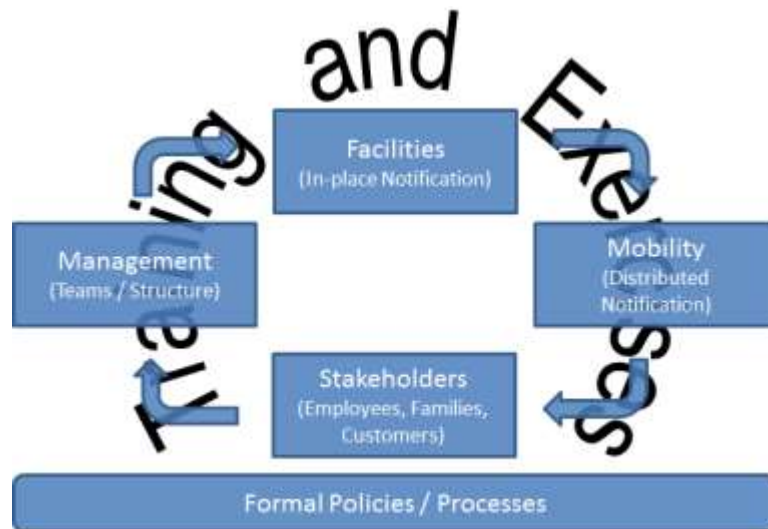 Training and Exercises
Facilities
(In-place Notification)
Management
(Teams / Structure)
Mobility
(Distributed
Notification)
Stakeholders
(Employees, Families,
Customers)
Formal Policies / Processes